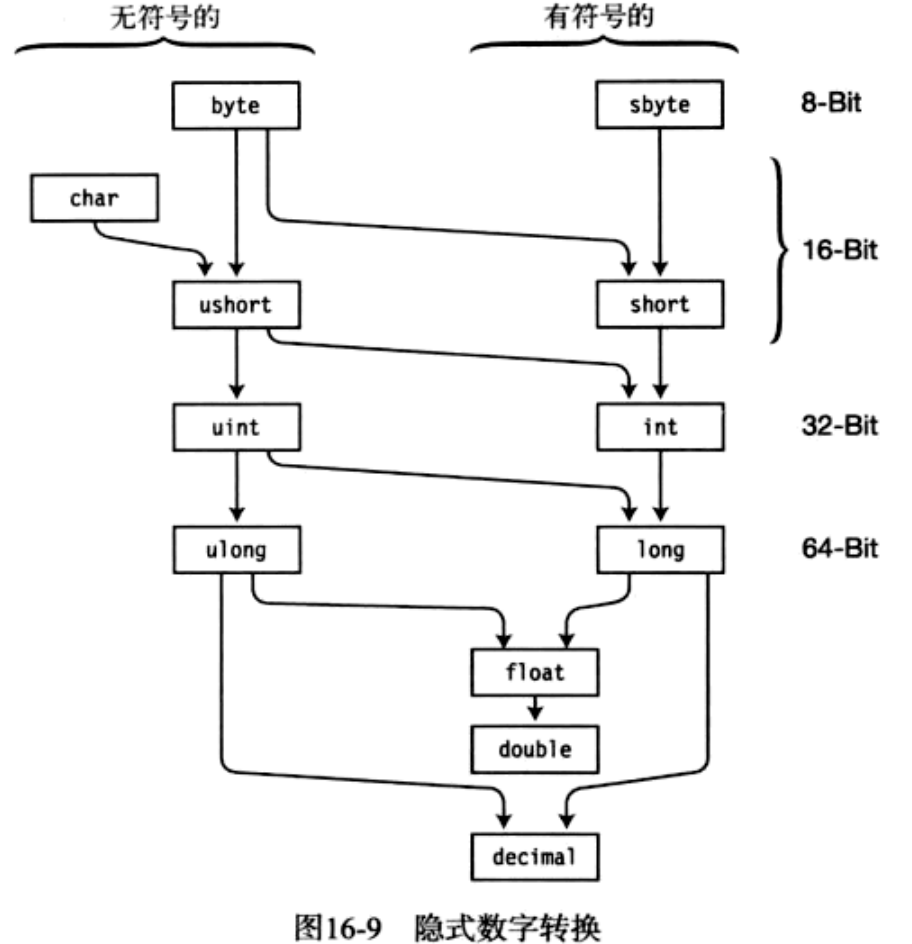 无符号的 有符号的
byte sbyte 8-Bit
char
16-Bit
ushort short
uint int 32-Bit
ulong long 64-Bit
float
double
decimal
图16-9 隐式数字转换